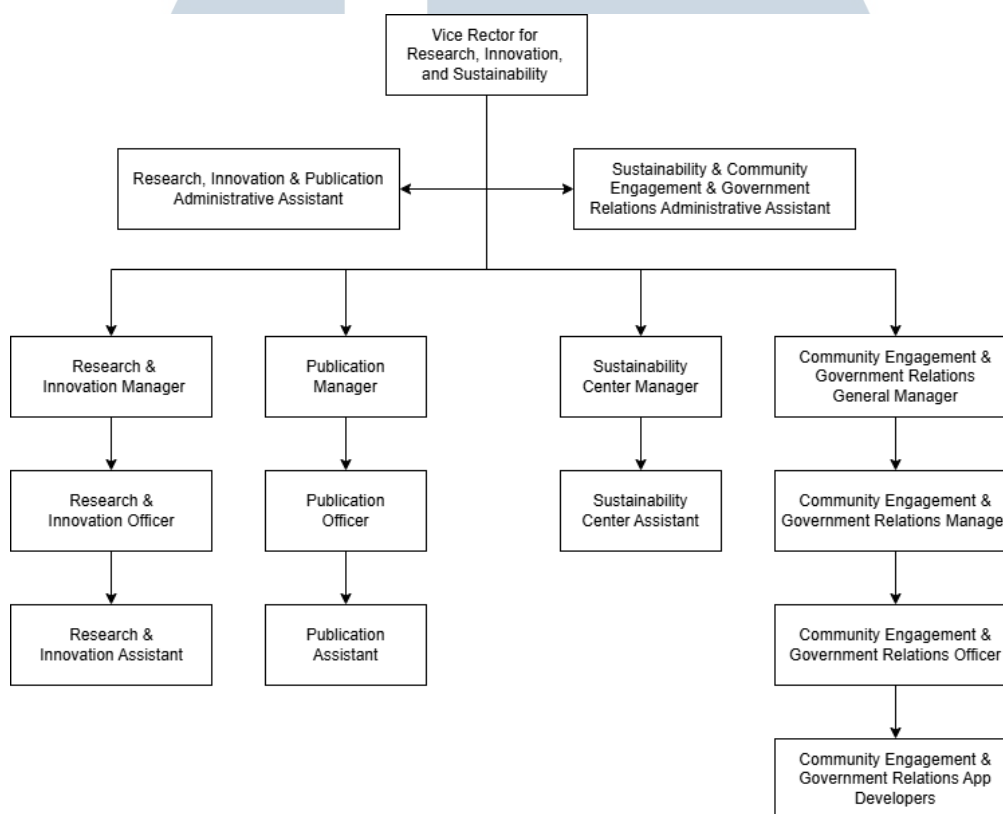 Vice Rector for
Research, Innovation,
and Sustainability
Research, Innovation & Publication
Administrative Assistant
Sustainability & Community
Engagement & Government
Relations Administrative Assistant
Research &
Innovation Manager
Publication
Manager
Sustainability
Center Manager
Community Engagement &
Government Relations
General Manager
Research &
Innovation Officer
Publication
Officer
Sustainability
Center Assistant
Community Engagement &
Government Relations Manage
Research &
Innovation Assistant
Publication
Assistant
Community Engagement &
Government Relations Officer
Community Engagement &
Government Relations App
Developers